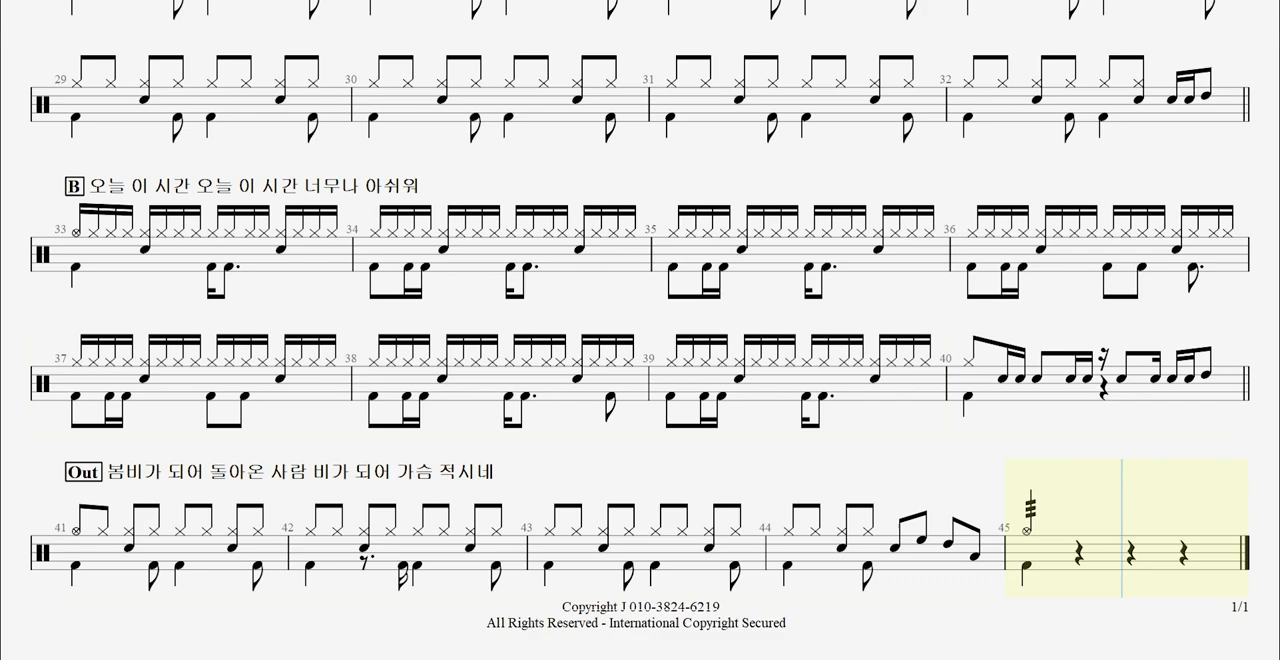 29 30 31 32
B 오늘 이 시간 오늘 이 시간 너무나 아쉬워
33 34 35 36
37 38 39 40
Out 봄비가 되어 돌아온 사람 비가 되어 가슴 적시네
41 42 43 44 45
Copyright J 010-3824-6219 1/1
All Rights Reserved - International Copyright Secured